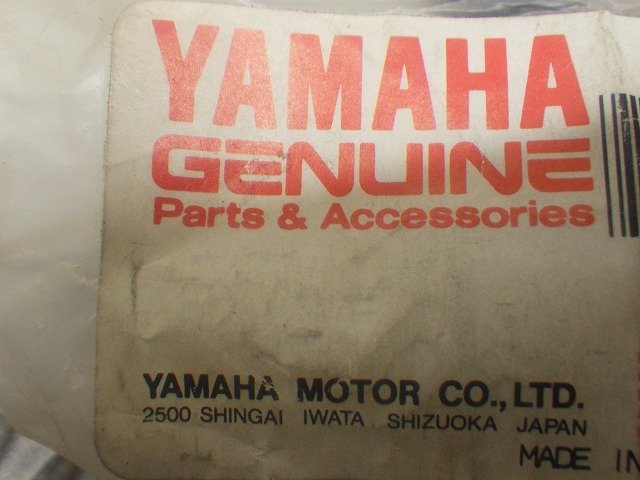 YAMAHA
GENUINE
Parts & Accessories
YAMAHA MOTOR CO., LTD.
2500 SHINGAI IWATA SHIZUOKA JAPAN
MADE IN